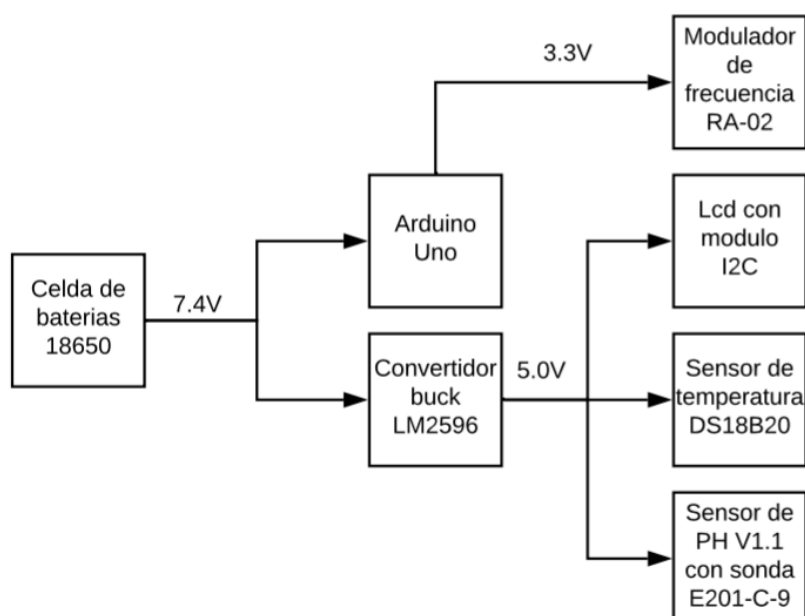 Celda de
baterias
18650
7.4V
Arduino
Uno
3.3V
Modulador
de
frecuencia
RA-02
Convertidor
buck
LM2596
5.0V
Lcd con
modulo
I2C
Sensor de
temperatura
DS18B20
Sensor de
PH V1.1
con sonda
E201-C-9